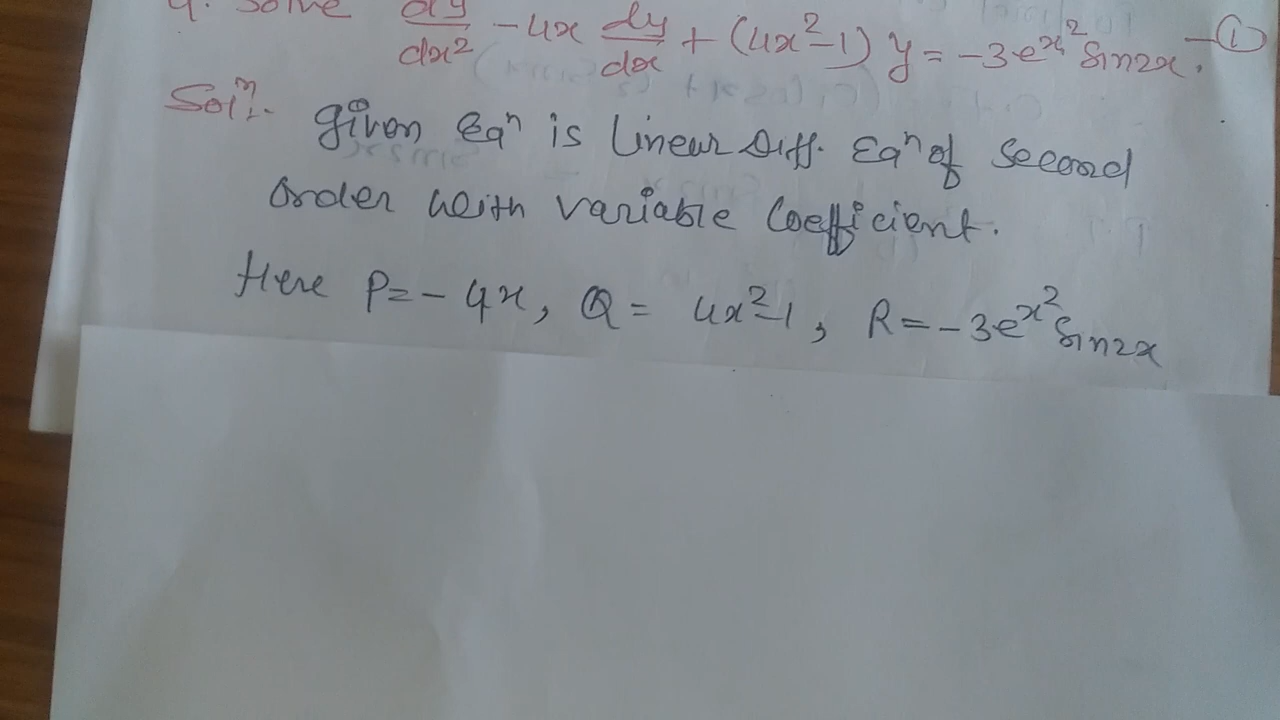 4. Solve dy/dx² - 4x dy/dx + (4x²-1) y = -3e^x² Sin2x. -①
Solⁿ:- Given Eqⁿ is Linear Diff. Eqⁿ of Second
Order with variable Coefficient.
Here P = -4x, Q = 4x²-1, R = -3e^x² Sin2x